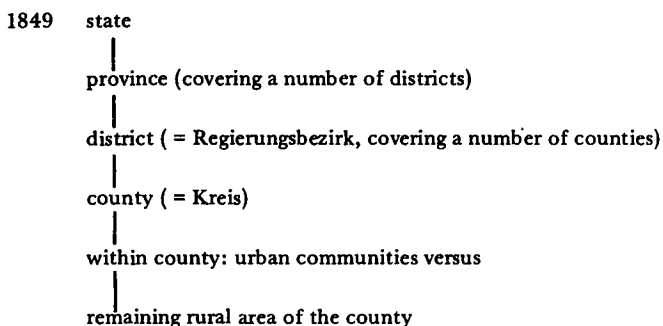 1849 state
province (covering a number of districts)
district ( = Regierungsbezirk, covering a number of counties)
county ( = Kreis)
within county: urban communities versus
remaining rural area of the county